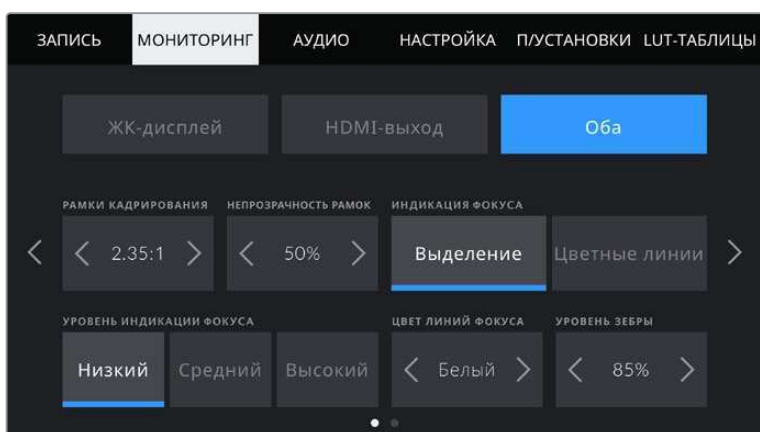 ЗАПИСЬ МОНИТОРИНГ АУДИО НАСТРОЙКА П/УСТАНОВКИ LUT-ТАБЛИЦЫ
ЖК-дисплей HDMI-выход Оба
РАМКИ КАДРИРОВАНИЯ НЕПРОЗРАЧНОСТЬ РАМОК ИНДИКАЦИЯ ФОКУСА
2.35:1 50% Выделение Цветные линии
УРОВЕНЬ ИНДИКАЦИИ ФОКУСА ЦВЕТ ЛИНИЙ ФОКУСА УРОВЕНЬ ЗЕБРЫ
Низкий Средний Высокий Белый 85%